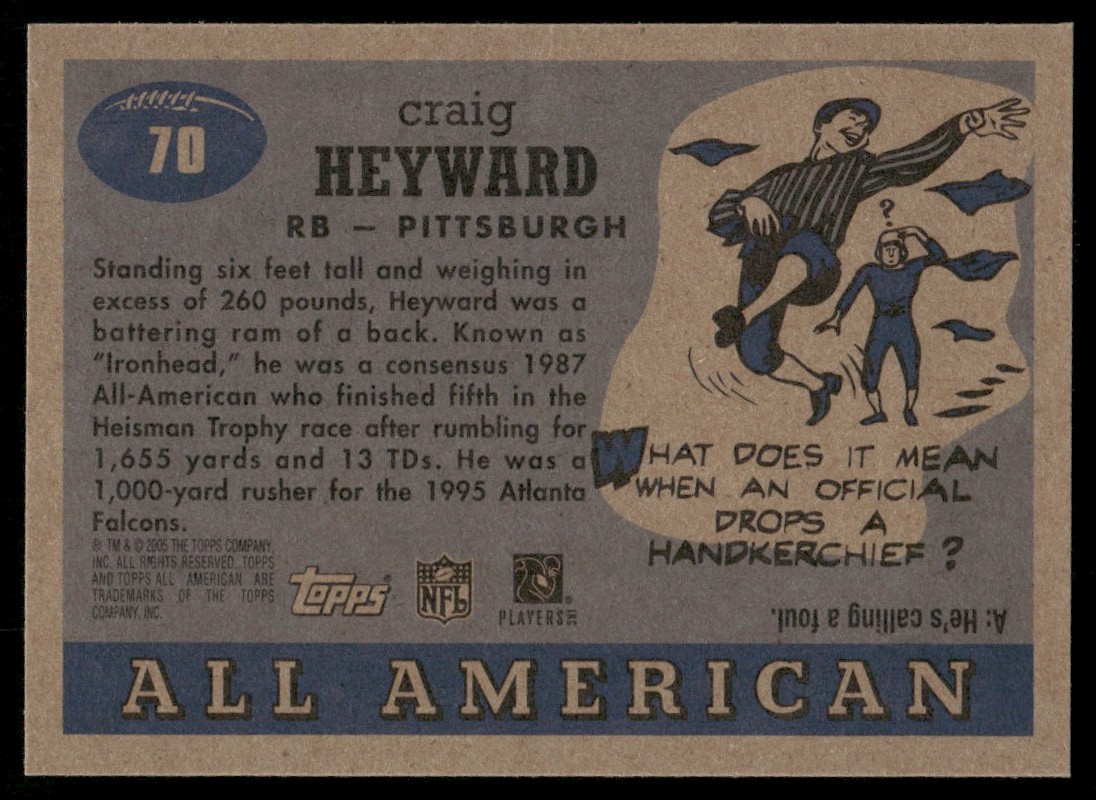 70
craig
HEYWARD
RB – PITTSBURGH
Standing six feet tall and weighing in
excess of 260 pounds, Heyward was a
battering ram of a back. Known as
"Ironhead," he was a consensus 1987
All-American who finished fifth in the
Heisman Trophy race after rumbling for
1,655 yards and 13 TDs. He was a
1,000-yard rusher for the 1995 Atlanta
Falcons.
® TM & © 2005 THE TOPPS COMPANY,
INC. ALL RIGHTS RESERVED. TOPPS
AND TOPPS ALL AMERICAN ARE
TRADEMARKS OF THE TOPPS
COMPANY, INC.
topps®
NFL
PLAYERS INC
?
WHAT DOES IT MEAN
WHEN AN OFFICIAL
DROPS A
HANDKERCHIEF?
A: He's calling a foul.
ALL AMERICAN